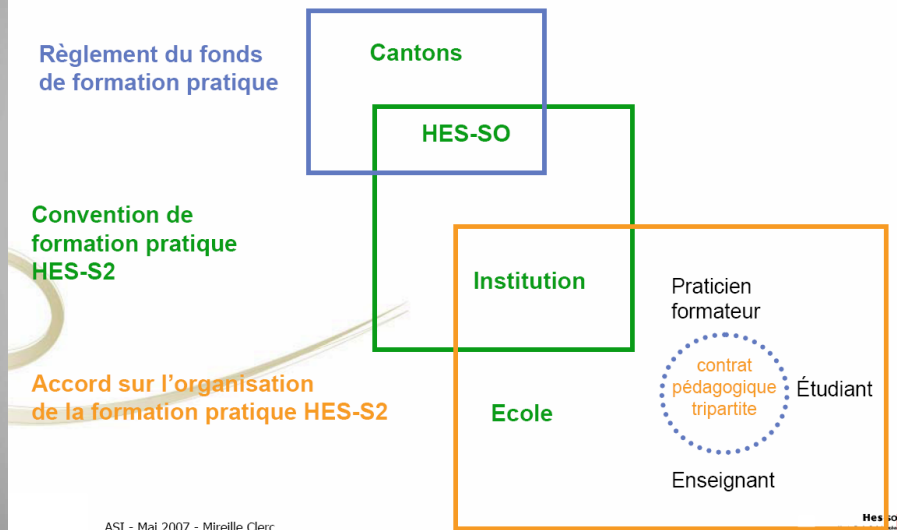 Règlement du fonds
de formation pratique
Cantons
HES-SO
Convention de
formation pratique
HES-S2
Institution
Praticien
formateur
contrat
pédagogique
tripartite
Étudiant
Accord sur l'organisation
de la formation pratique HES-S2
Ecole
Enseignant
ASI - Mai 2007 - Mireille Clerc
Hes so